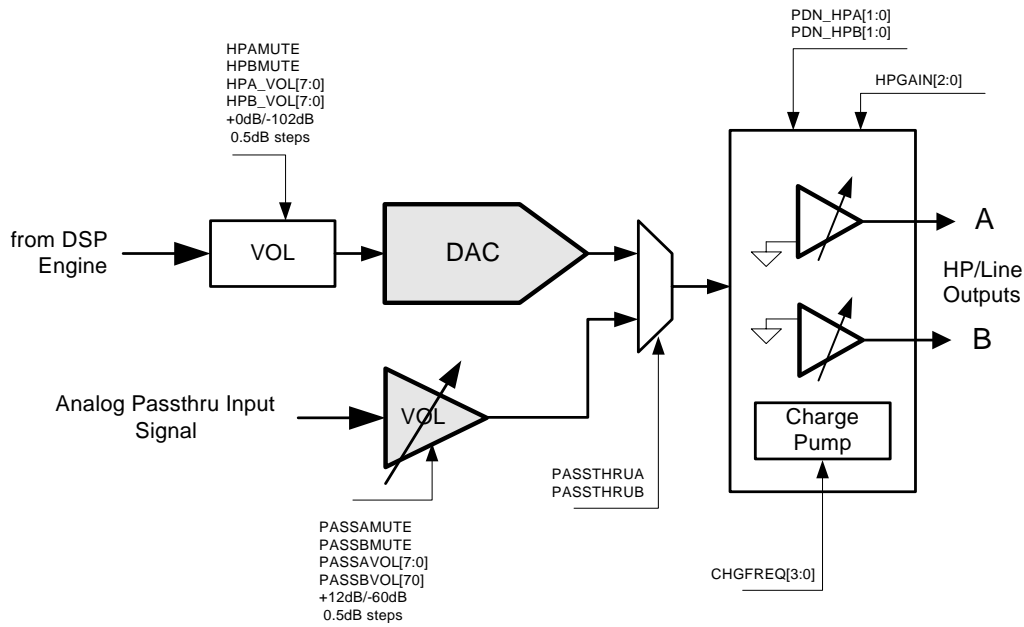 PDN_HPA[1:0]
PDN_HPB[1:0]
HPAMUTE
HPBMUTE
HPA_VOL[7:0]
HPB_VOL[7:0]
+0dB/-102dB
0.5dB steps
HPGAIN[2:0]
from DSP
Engine
VOL
DAC
A
HP/Line
Outputs
B
Analog Passthru Input
Signal
VOL
Charge
Pump
PASSTHRUA
PASSTHRUB
PASSAMUTE
PASSBMUTE
PASSAVOL[7:0]
PASSBVOL[70]
+12dB/-60dB
0.5dB steps
CHGFREQ[3:0]